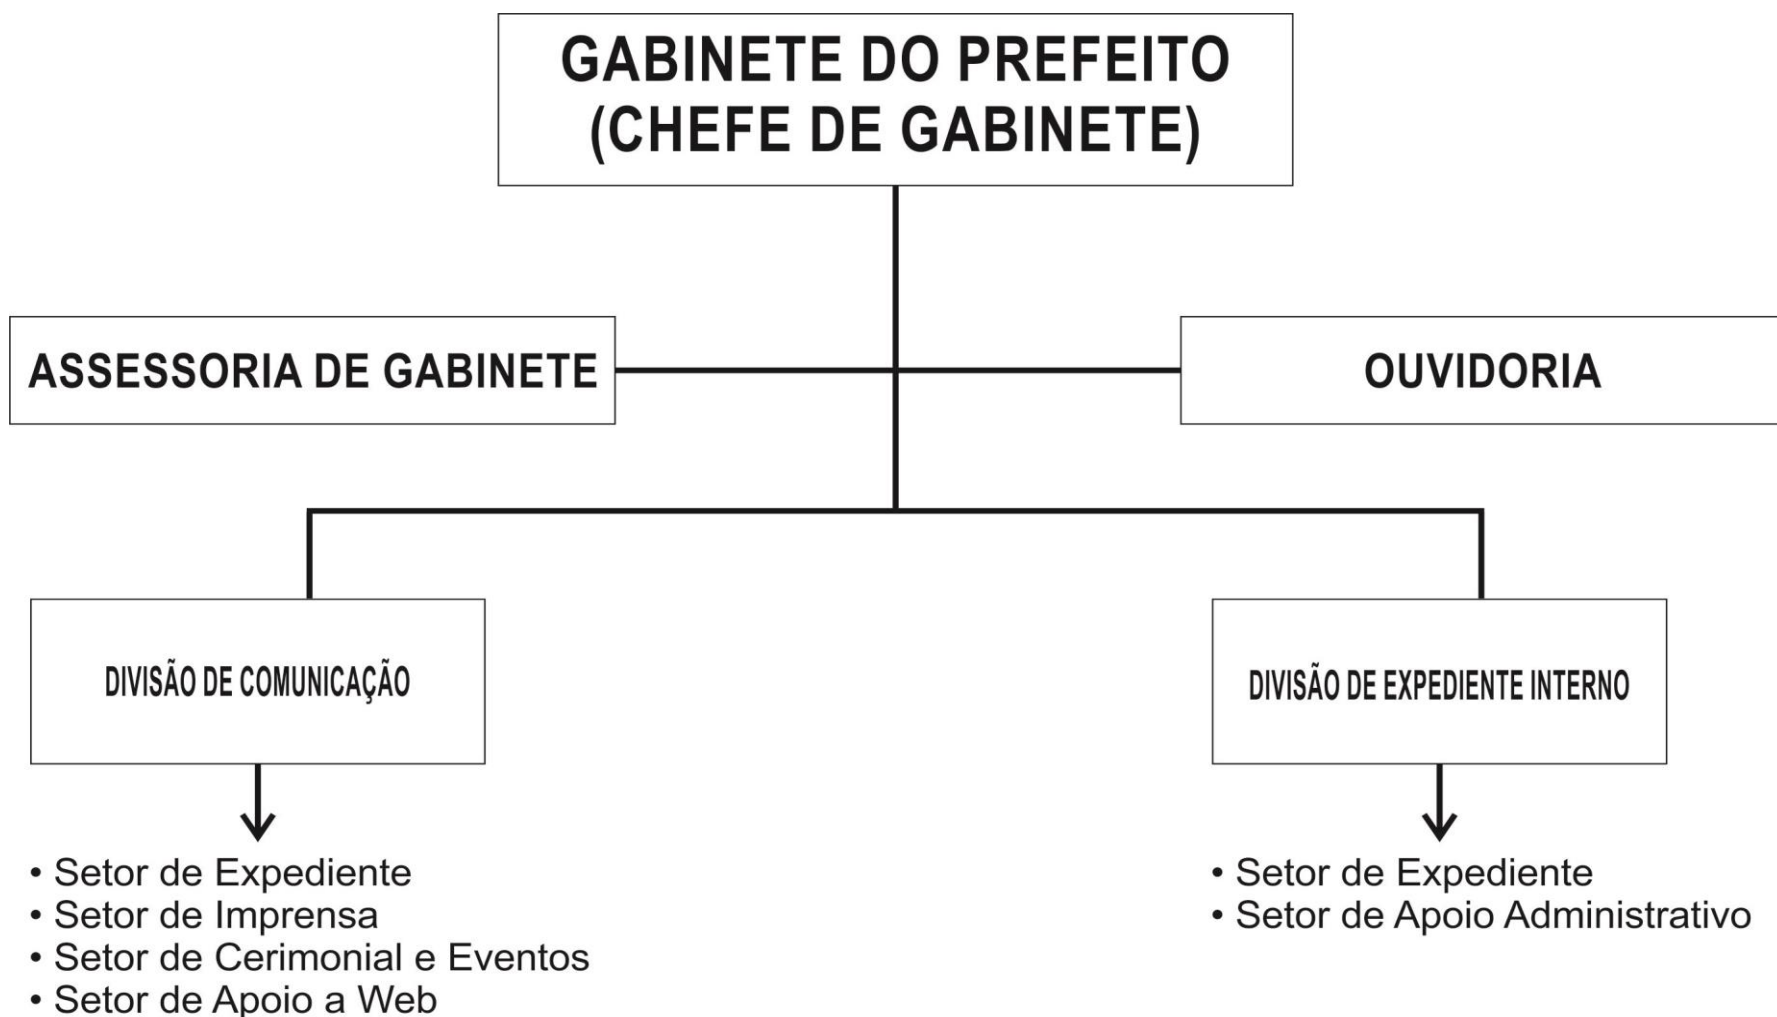 GABINETE DO PREFEITO
(CHEFE DE GABINETE)
ASSESSORIA DE GABINETE
OUVIDORIA
DIVISÃO DE COMUNICAÇÃO
DIVISÃO DE EXPEDIENTE INTERNO
• Setor de Expediente
• Setor de Imprensa
• Setor de Cerimonial e Eventos
• Setor de Apoio a Web
• Setor de Expediente
• Setor de Apoio Administrativo